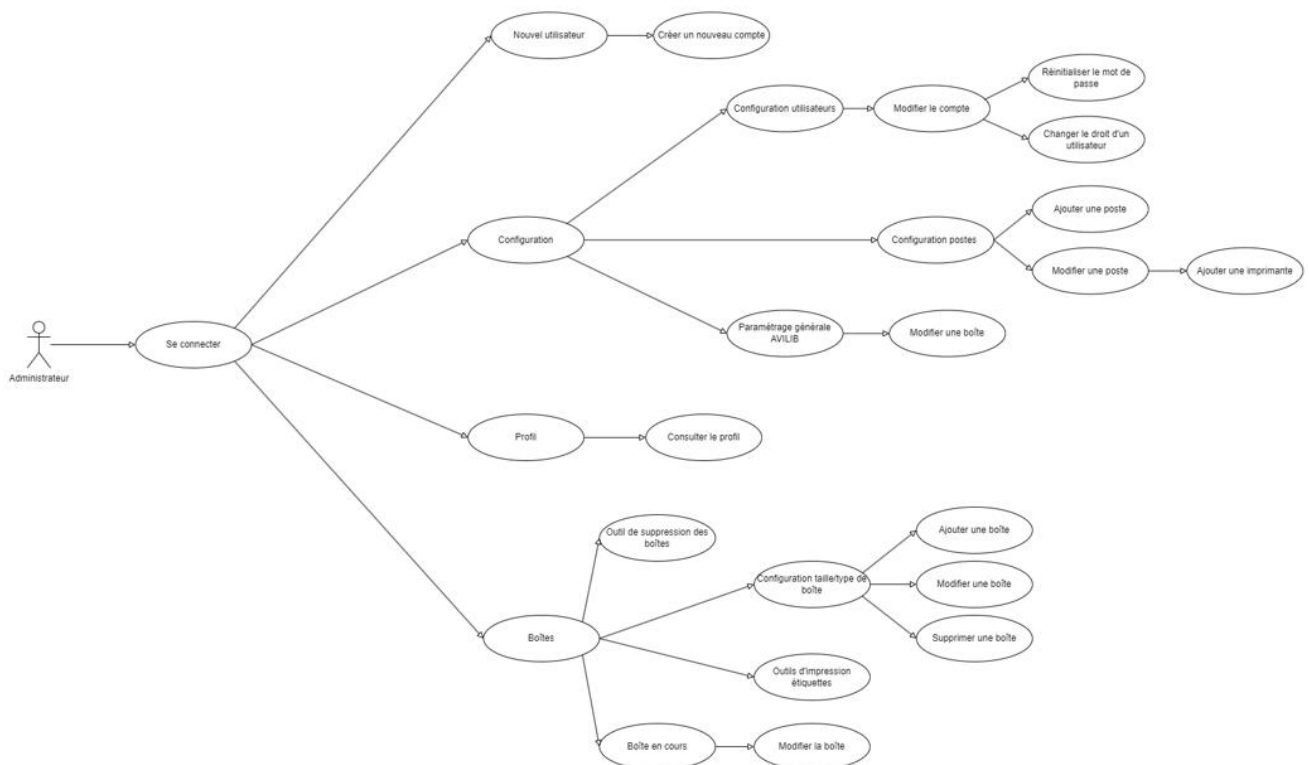 Nouvel utilisateur
Créer un nouveau compte
Réinitialiser le mot de
passe
Configuration utilisateurs
Modifier le compte
Changer le droit d'un
utilisateur
Ajouter une poste
Configuration
Configuration postes
Modifier une poste
Ajouter une imprimante
Paramétrage générale
AVILIB
Modifier une boîte
Se connecter
Administrateur
Profil
Consulter le profil
Outil de suppression des
boîtes
Ajouter une boîte
Configuration taille/type de
boîte
Modifier une boîte
Boîtes
Supprimer une boîte
Outils d'impression
étiquettes
Boîte en cours
Modifier la boîte